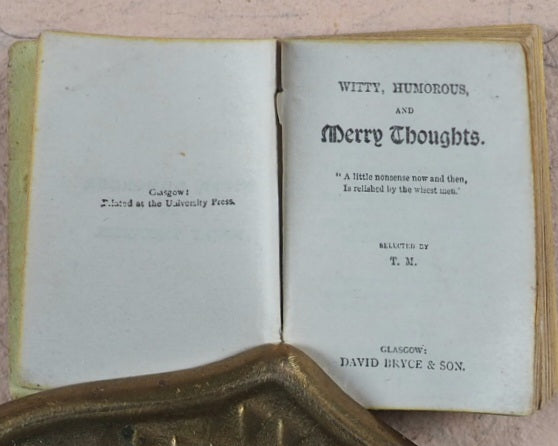 Glasgow:
Printed at the University Press.
WITTY, HUMOROUS,
AND
Merry Thoughts.
"A little nonsense now and then,
Is relished by the wisest men.'
SELECTED BY
T. M.
GLASGOW:
DAVID BRYCE & SON.